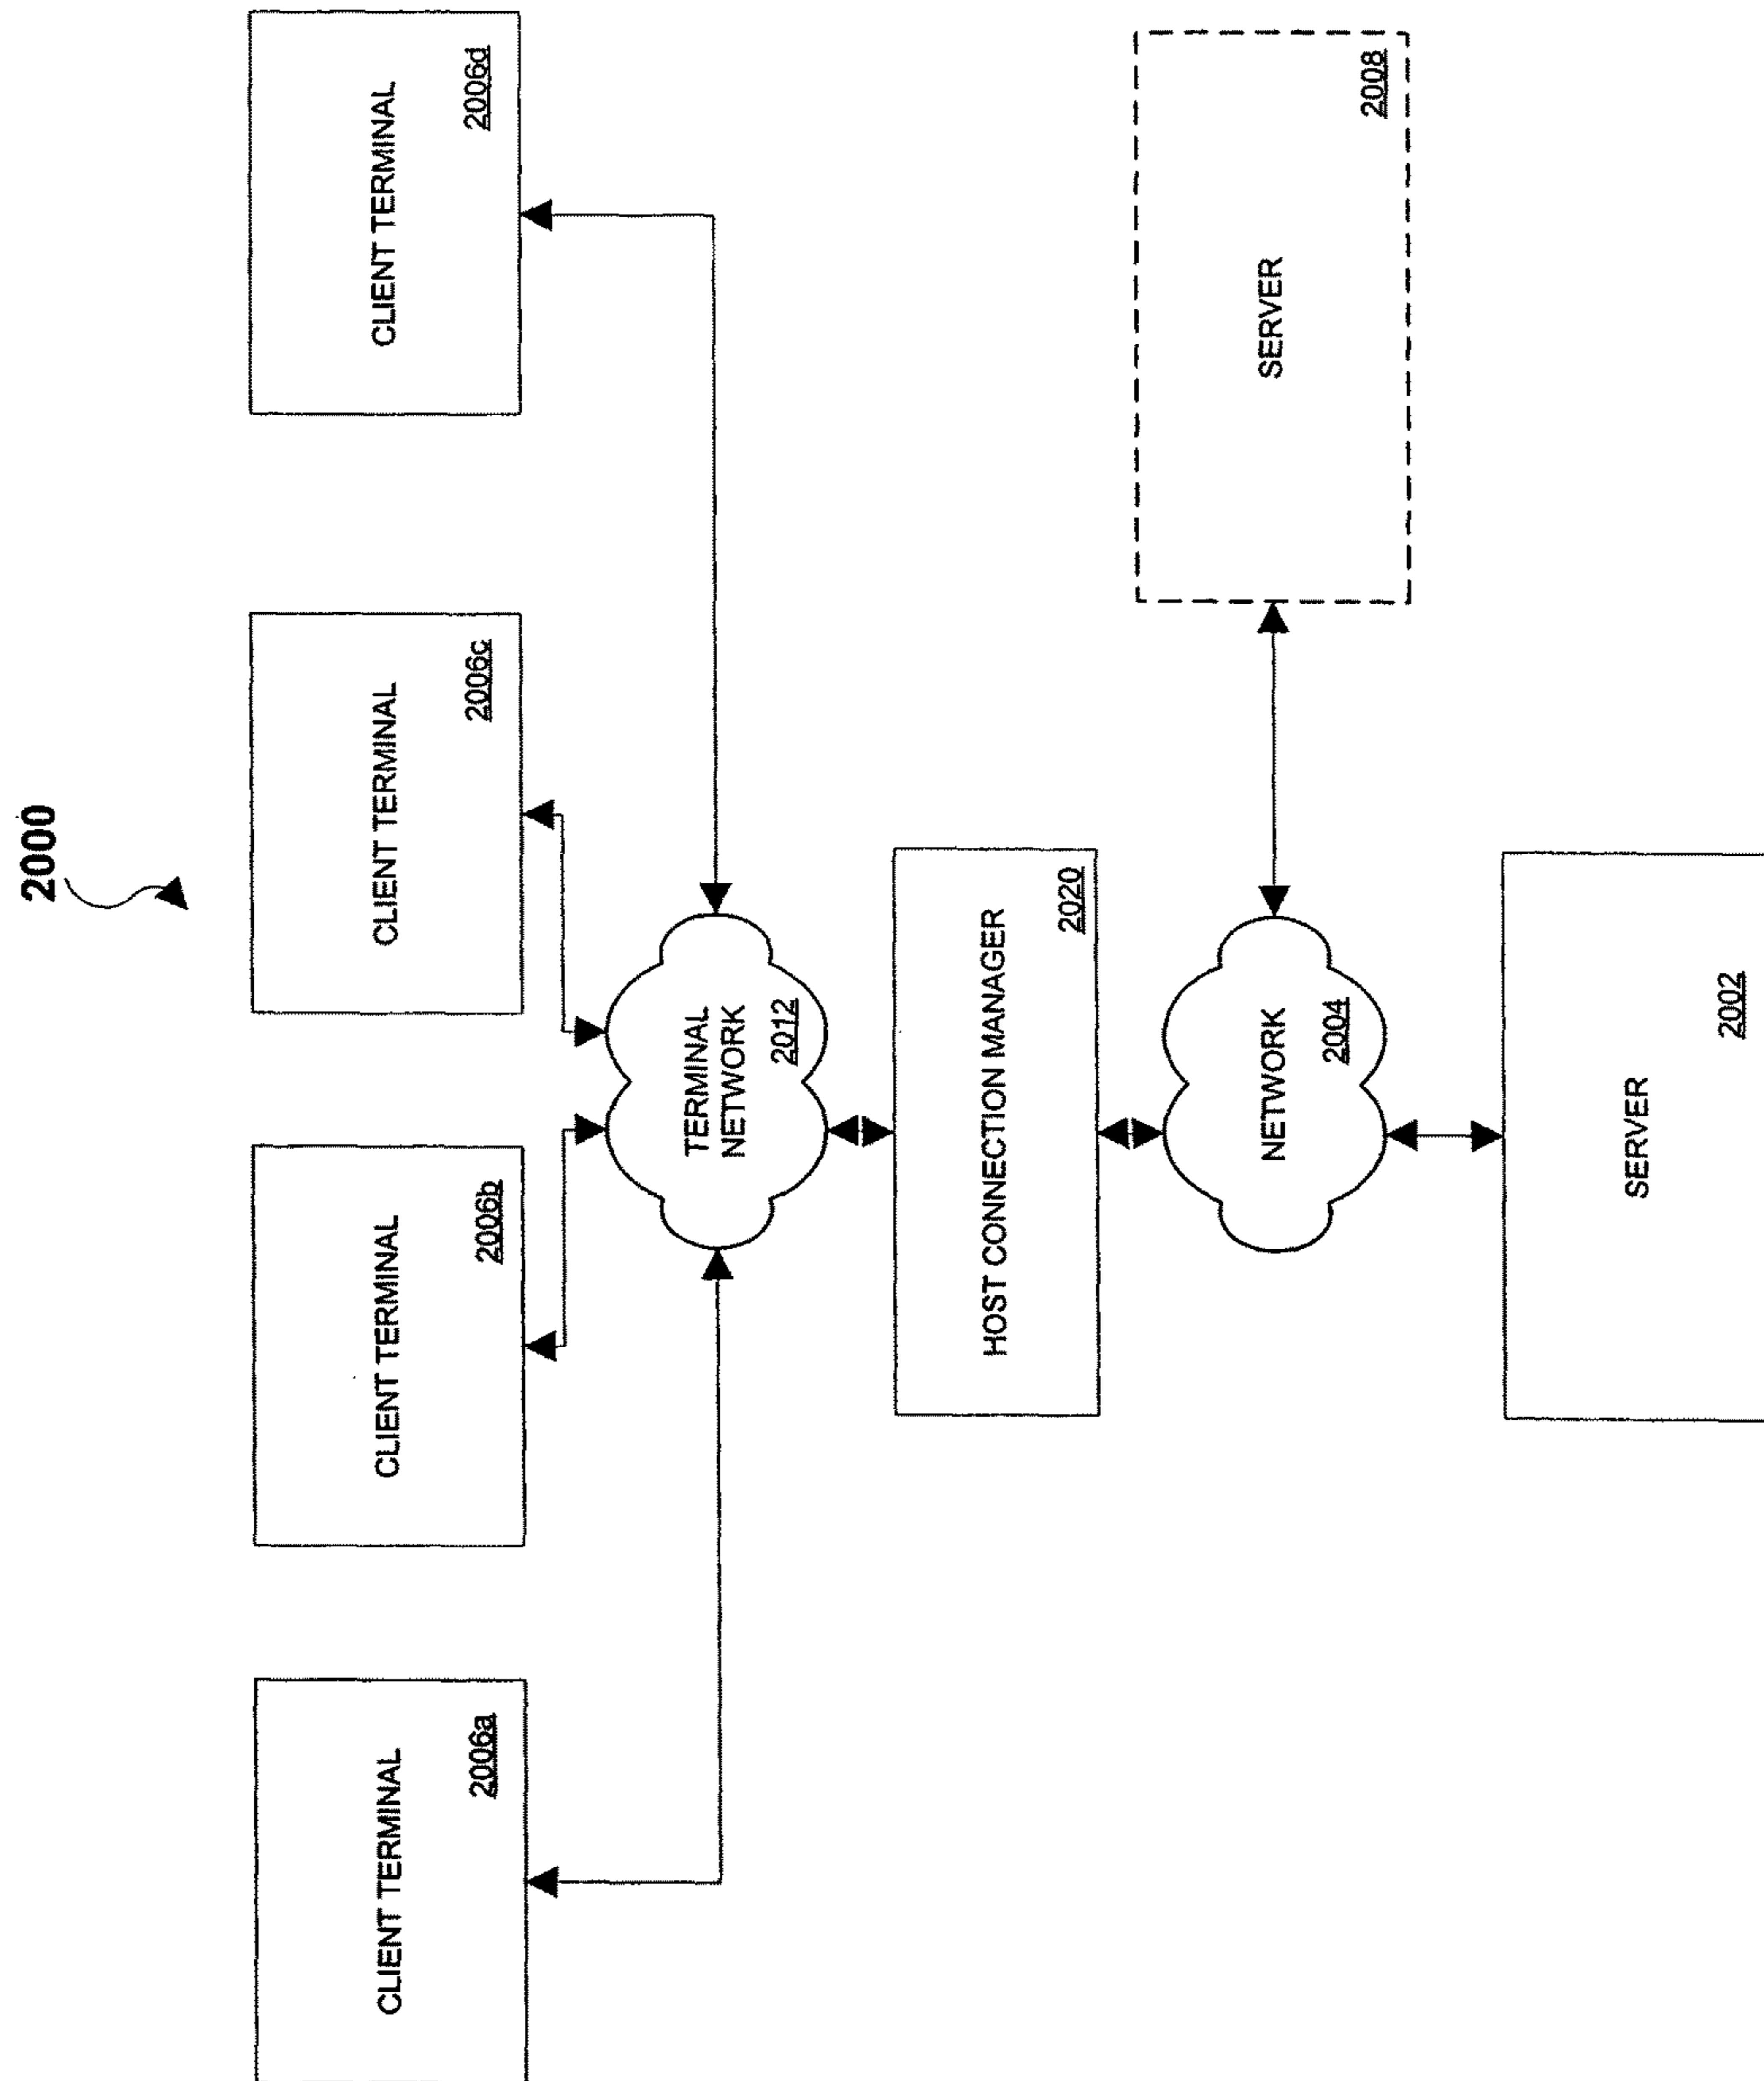 2000
CLIENT TERMINAL
2006a
CLIENT TERMINAL
2006b
CLIENT TERMINAL
2006c
CLIENT TERMINAL
2006d
TERMINAL
NETWORK
2012
HOST CONNECTION MANAGER
2020
NETWORK
2004
SERVER
2008
SERVER
2002